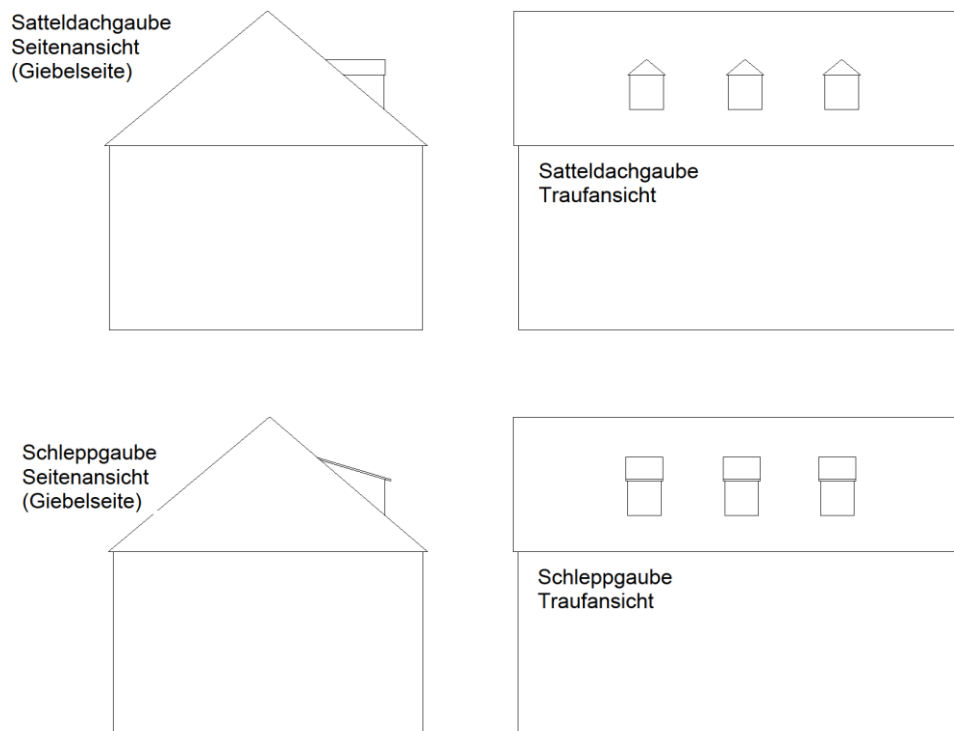 Satteldachgaube
Seitenansicht
(Giebelseite)
Satteldachgaube
Traufansicht
Schleppgaube
Seitenansicht
(Giebelseite)
Schleppgaube
Traufansicht